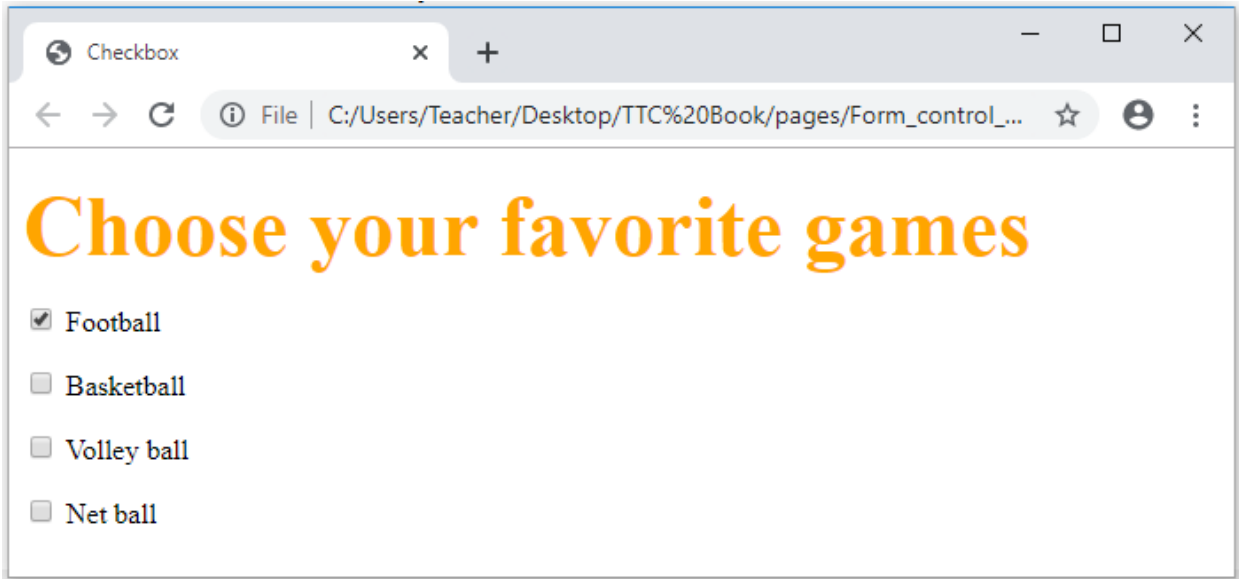 Checkbox
File C:/Users/Teacher/Desktop/TTC%20Book/pages/Form_control_...
Choose your favorite games
Football
Basketball
Volley ball
Net ball